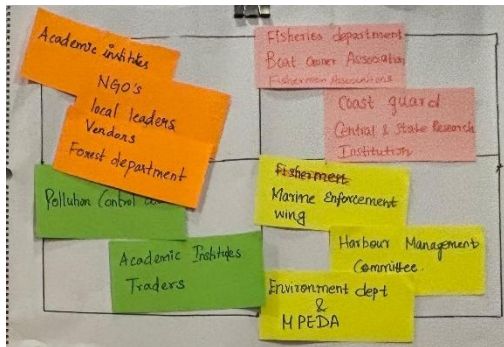 Academic institutes
NGO's
local leaders
Vendors
Forest department
Fisheries department
Boat Owner Association
Fishermen Associations
Coast guard
Central & State Research
Institution
Pollution Control
Academic Institutes
Traders
Fishermen
Marine Enforcement
wing
Harbour Management
Committee.
Environment dept
&
MPEDA